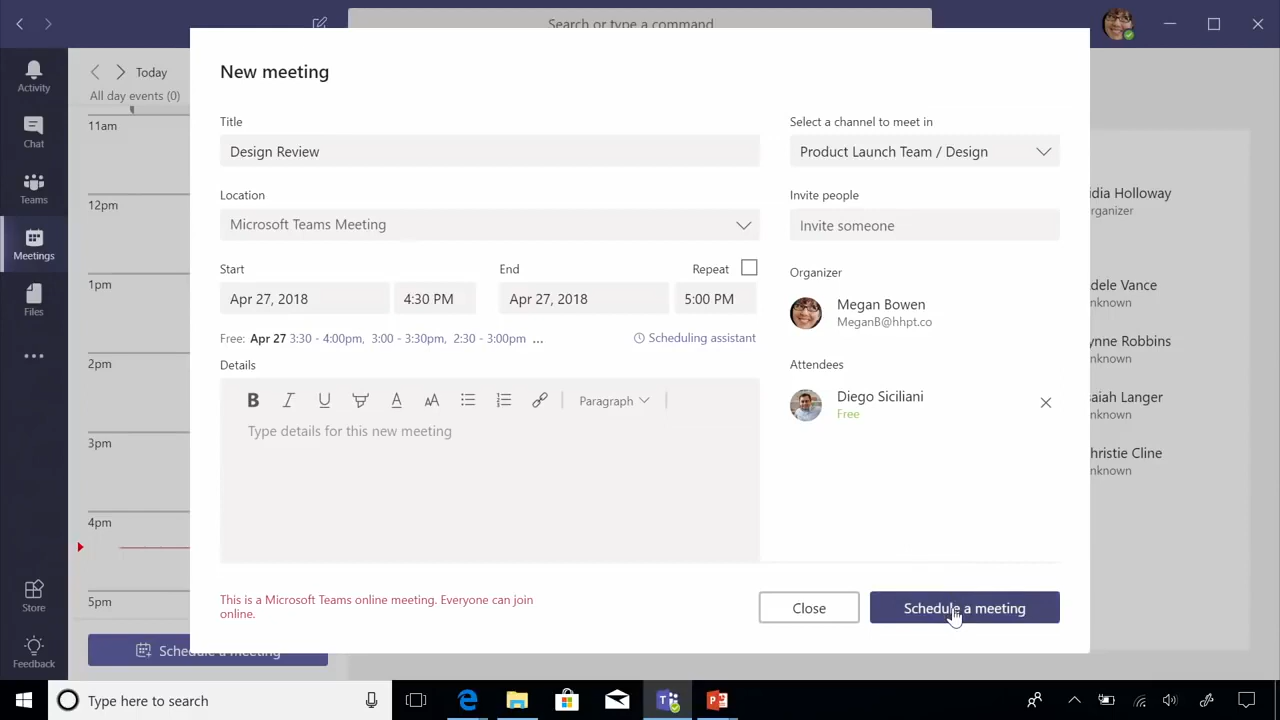 Search or type a command
Activity
Chat
Teams
Meetings
Files
Store
Feedback
Today
All day events (0)
11am
12pm
1pm
2pm
3pm
4pm
5pm
Schedule a meeting
New meeting
Title
Design Review
Location
Microsoft Teams Meeting
Start
End
Repeat
Apr 27, 2018
4:30 PM
Apr 27, 2018
5:00 PM
Free: Apr 27 3:30 - 4:00pm, 3:00 - 3:30pm, 2:30 - 3:00pm ...
Scheduling assistant
Details
B I U A AA Paragraph
Type details for this new meeting
This is a Microsoft Teams online meeting. Everyone can join
online.
Select a channel to meet in
Product Launch Team / Design
Invite people
Invite someone
Organizer
Megan Bowen
MeganB@hhpt.co
Attendees
Diego Siciliani
Free
Close
Schedule a meeting
idia Holloway
rganizer
dele Vance
nknown
ynne Robbins
nknown
saiah Langer
nknown
hristie Cline
nknown
Type here to search